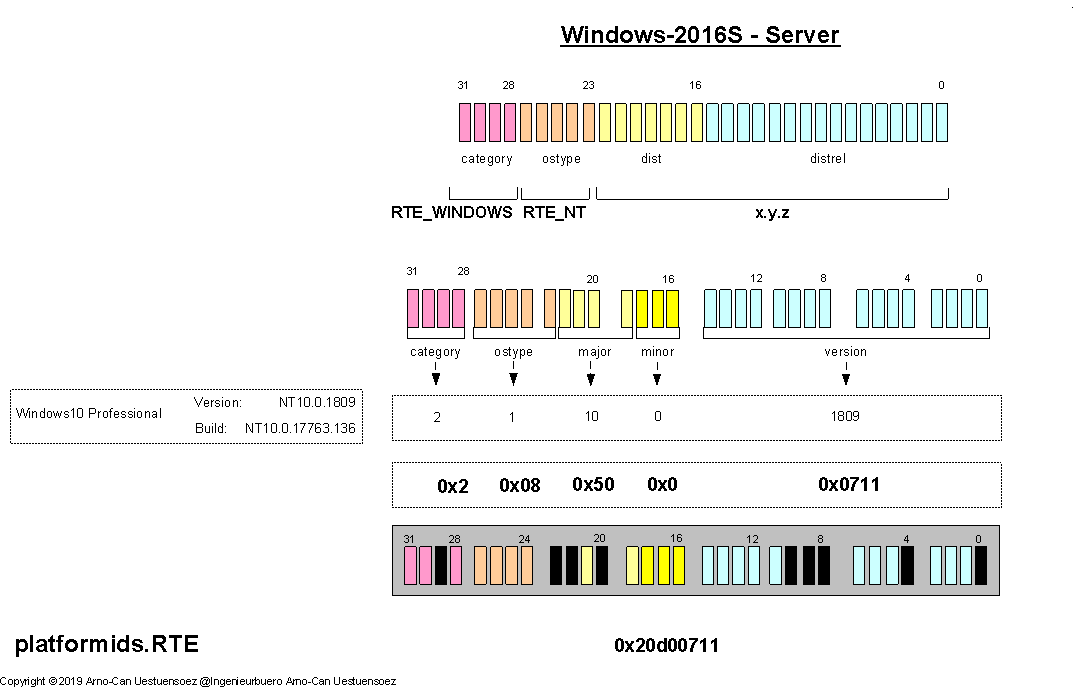 Windows-2016S - Server
31 28 23 16 0
category ostype dist distrel
RTE_WINDOWS RTE_NT x.y.z
31 28 20 16 12 8 4 0
category ostype major minor version
Windows10 Professional Version: NT10.0.1809
Build: NT10.0.17763.136
2 1 10 0 1809
0x2 0x08 0x50 0x0 0x0711
31 28 24 20 16 12 8 4 0
platformids.RTE 0x20d00711
Copyright ©2019 Arno-Can Uestuensoez @Ingenieurbuero Arno-Can Uestuensoez